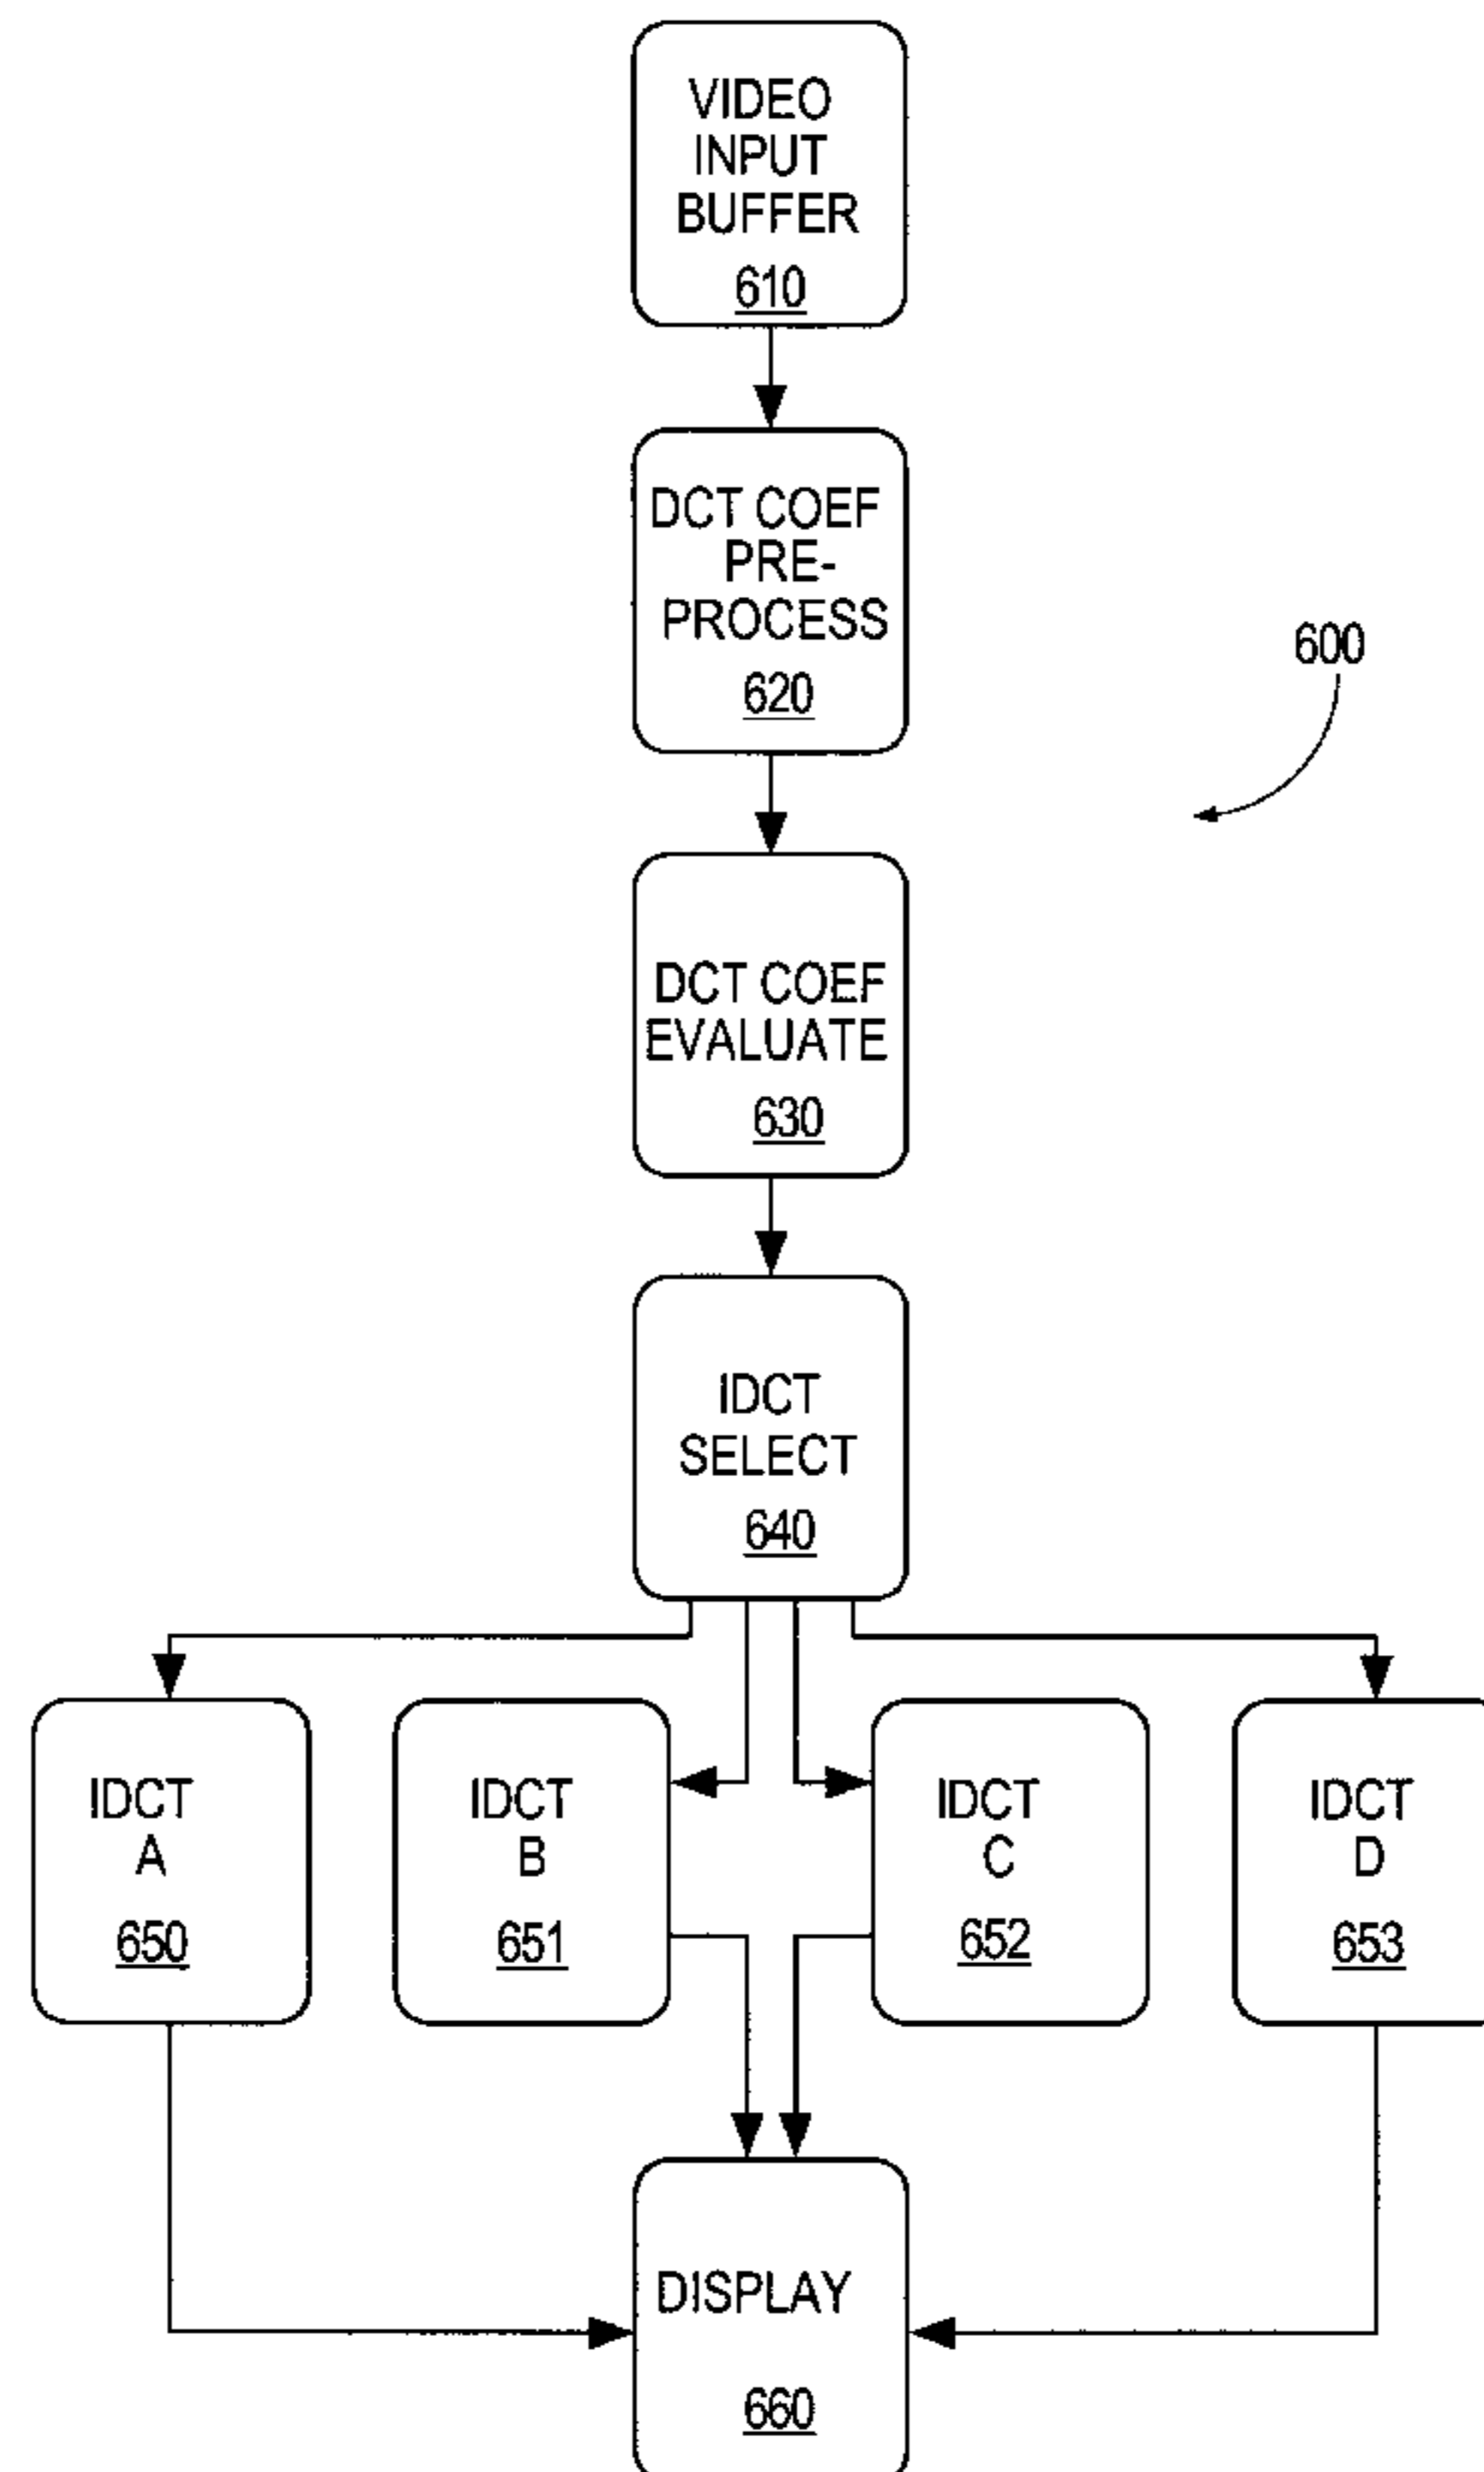 VIDEO
INPUT
BUFFER
610
DCT COEF
PRE-
PROCESS
620
600
DCT COEF
EVALUATE
630
IDCT
SELECT
640
IDCT
A
650
IDCT
B
651
IDCT
C
652
IDCT
D
653
DISPLAY
660